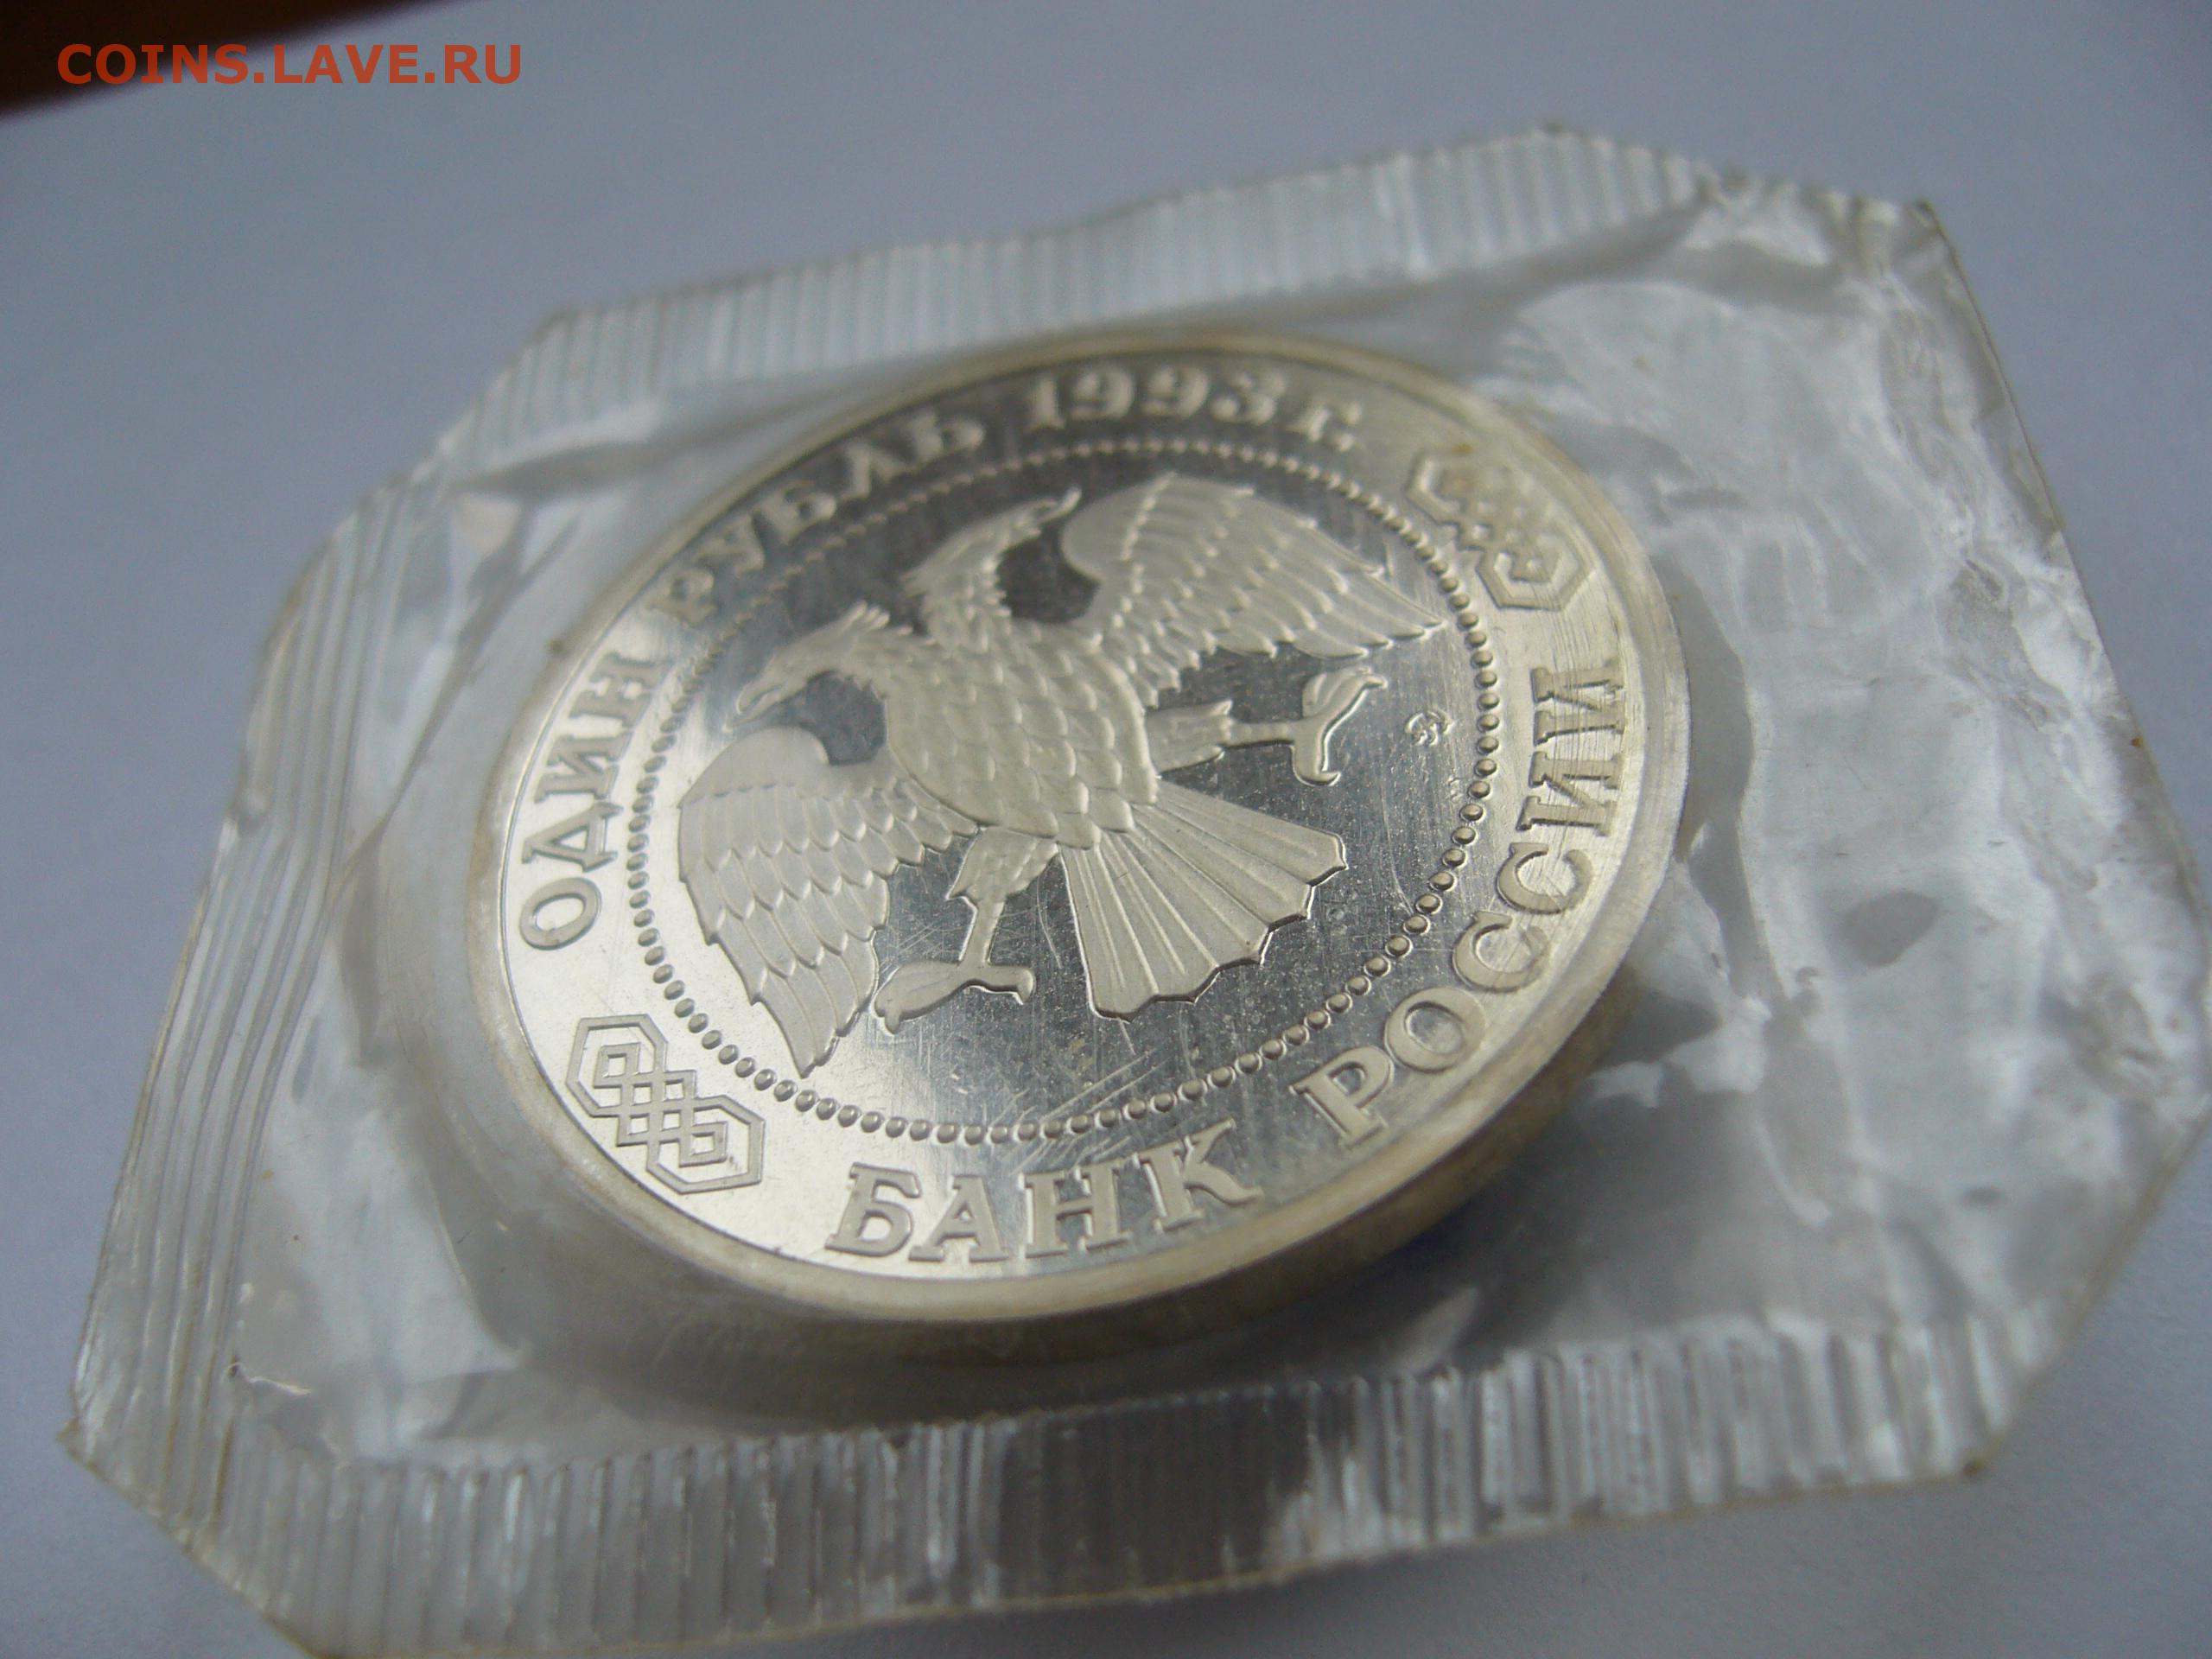 COINS.LAVE.RU
ОДИН РУБЛЬ 1993 г.
БАНК РОССИИ